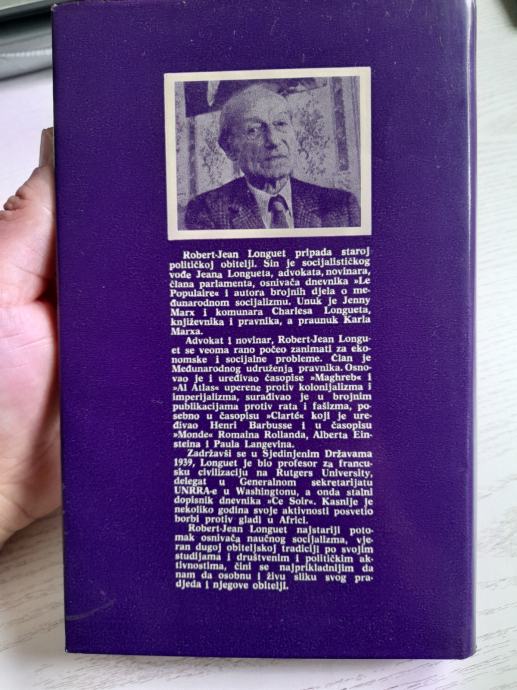 Robert-Jean Longuet pripada staroj
političkoj obitelji. Sin je socijalističkog
vođe Jeana Longueta, advokata, novinara,
člana parlamenta, osnivača dnevnika »Le
Populaire« i autora brojnih djela o me-
đunarodnom socijalizmu. Unuk je Jenny
Marx i komunara Charlesa Longueta,
književnika i pravnika, a praunuk Karla
Marxa.
Advokat i novinar, Robert-Jean Longu-
et se veoma rano počeo zanimati za eko-
nomske i socijalne probleme. Član je
Međunarodnog udruženja pravnika. Osno-
vao je i uređivao časopise »Maghreb« i
»Al Atlas« uperene protiv kolonijalizma i
imperijalizma, surađivao je u brojnim
publikacijama protiv rata i fašizma, po-
sebno u časopisu »Clarté« koji je ure-
đivao Henri Barbusse i u časopisu
»Monde« Romaina Rollanda, Alberta Ein-
steina i Paula Langevina.
Zadržavši se u Sjedinjenim Državama
1939, Longuet je bio profesor za francu-
sku civilizaciju na Rutgers University,
delegat u Generalnom sekretarijatu
UNRRA-e u Washingtonu, a onda stalni
dopisnik dnevnika »Ce Soir«. Kasnije je
nekoliko godina svoje aktivnosti posvetio
borbi protiv gladi u Africi.
Robert-Jean Longuet najstariji poto-
mak osnivača naučnog socijalizma, vje-
ran dugoj obiteljskoj tradiciji po svojim
studijama i društvenim i političkim ak-
tivnostima, čini se najprikladnijim da
nam da osobnu i živu sliku svog pra-
djeda i njegove obitelji.